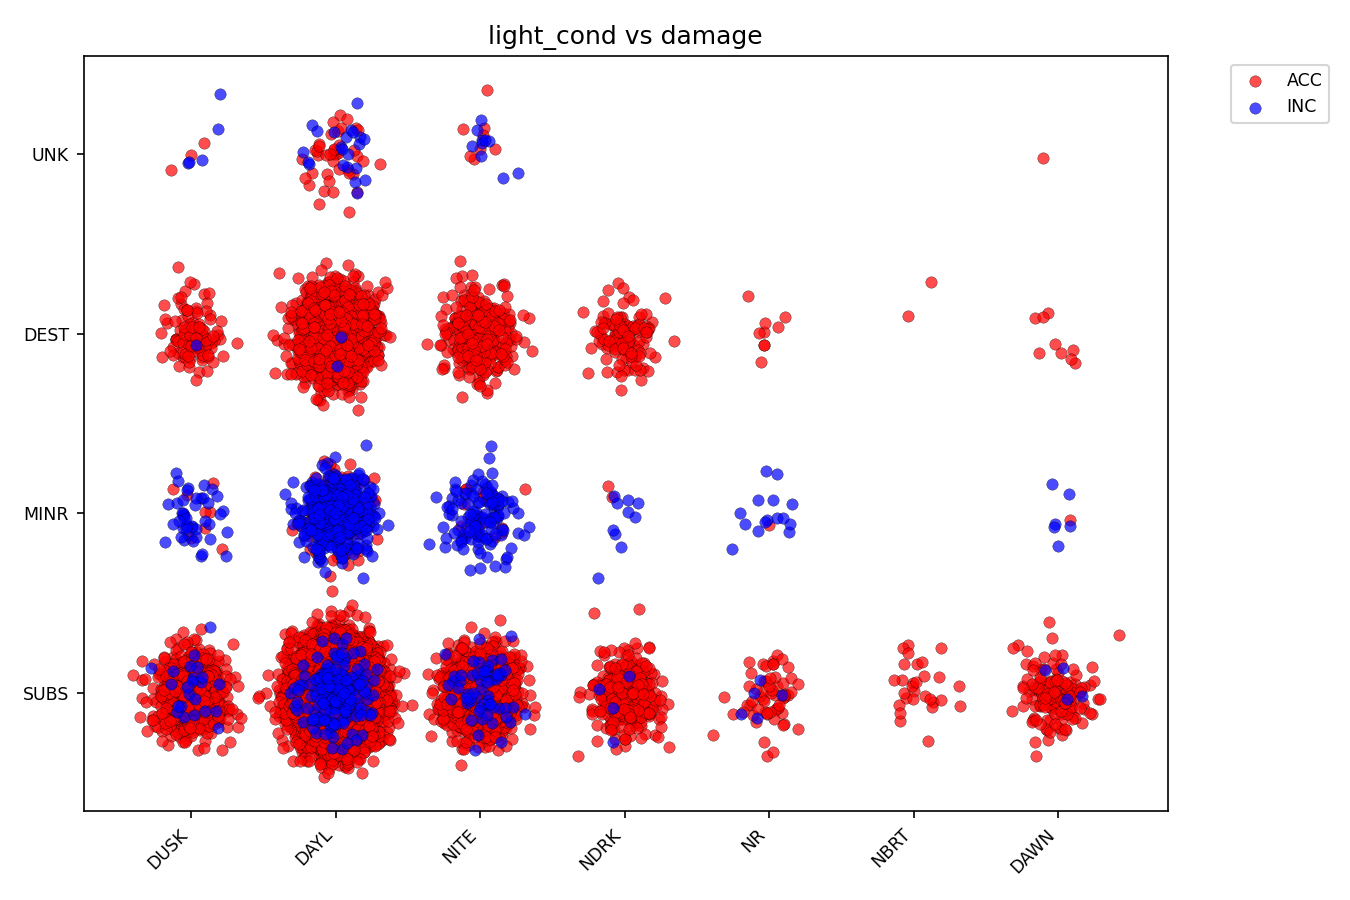 light_cond vs damage
ACC
INC
UNK
DEST
MINR
SUBS
DUSK
DAYL
NITE
NDRK
NR
NBRT
DAWN